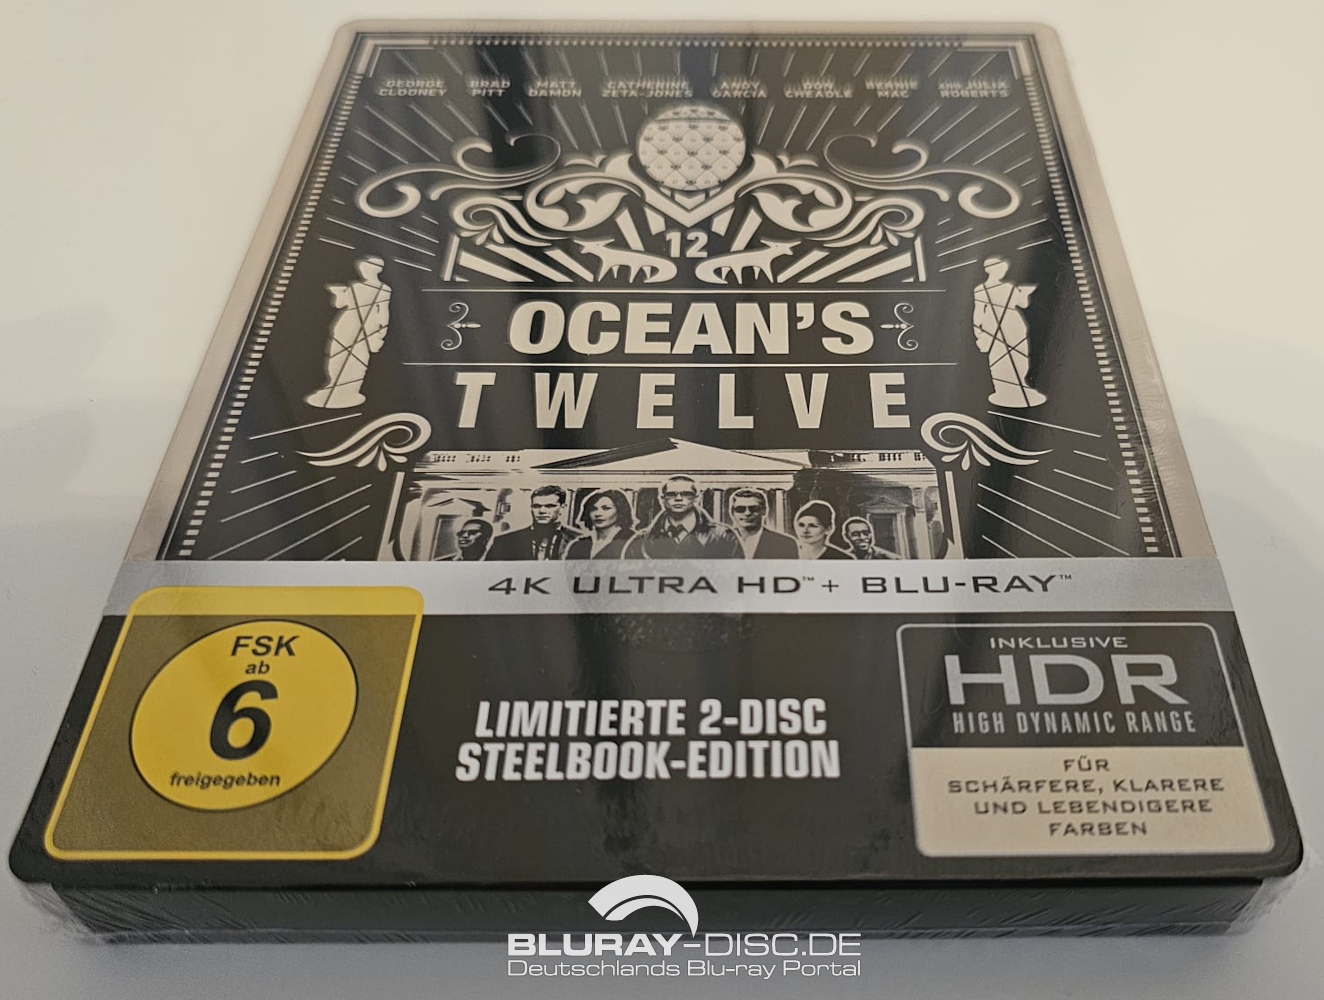 GEORGE CLOONEY BRAD PITT MATT DAMON CATHERINE ZETA-JONES ANDY GARCIA DON CHEADLE BERNIE MAC AND JULIA ROBERTS
12
OCEAN'S
TWELVE
4K ULTRA HD™ + BLU-RAY™
FSK
ab
6
freigegeben
LIMITIERTE 2-DISC
STEELBOOK-EDITION
INKLUSIVE
HDR
HIGH DYNAMIC RANGE
FÜR
SCHÄRFERE, KLARERE
UND LEBENDIGERE
FARBEN
BLURAY-DISC.DE
Deutschlands Blu-ray Portal